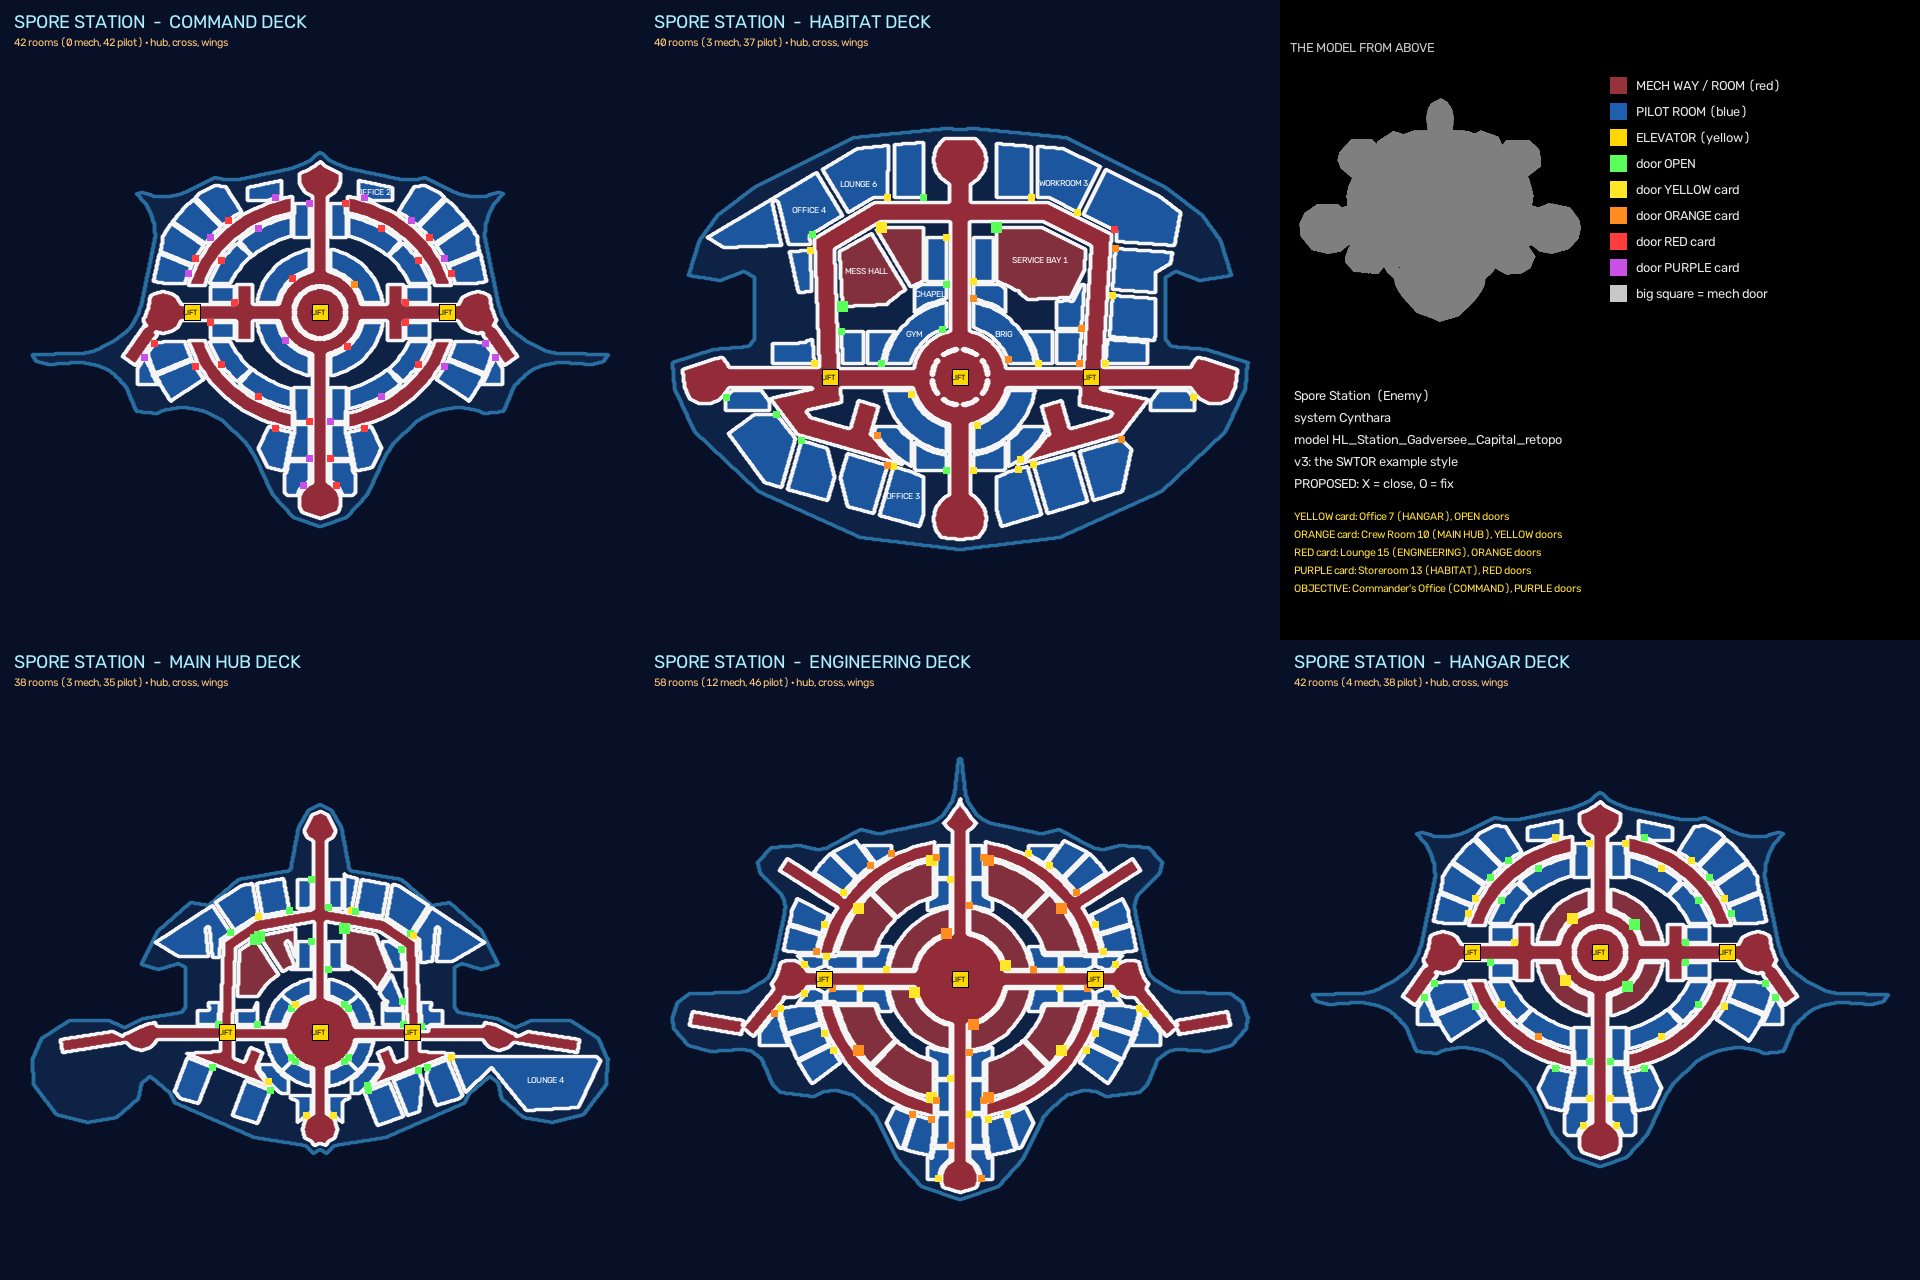 SPORE STATION - COMMAND DECK
42 rooms (0 mech, 42 pilot) • hub, cross, wings
OFFICE 2
LIFT
LIFT
LIFT
SPORE STATION - HABITAT DECK
40 rooms (3 mech, 37 pilot) • hub, cross, wings
LOUNGE 6
WORKROOM 3
OFFICE 4
SERVICE BAY 1
MESS HALL
CHAPEL
GYM
BRIG
LIFT
LIFT
LIFT
OFFICE 3
THE MODEL FROM ABOVE
MECH WAY / ROOM (red)
PILOT ROOM (blue)
ELEVATOR (yellow)
door OPEN
door YELLOW card
door ORANGE card
door RED card
door PURPLE card
big square = mech door
Spore Station (Enemy)
system Cynthara
model HL_Station_Gadversee_Capital_retopo
v3: the SWTOR example style
PROPOSED: X = close, O = fix
YELLOW card: Office 7 (HANGAR), OPEN doors
ORANGE card: Crew Room 10 (MAIN HUB), YELLOW doors
RED card: Lounge 15 (ENGINEERING), ORANGE doors
PURPLE card: Storeroom 13 (HABITAT), RED doors
OBJECTIVE: Commander's Office (COMMAND), PURPLE doors
SPORE STATION - MAIN HUB DECK
38 rooms (3 mech, 35 pilot) • hub, cross, wings
LIFT
LIFT
LIFT
LOUNGE 4
SPORE STATION - ENGINEERING DECK
58 rooms (12 mech, 46 pilot) • hub, cross, wings
LIFT
LIFT
LIFT
SPORE STATION - HANGAR DECK
42 rooms (4 mech, 38 pilot) • hub, cross, wings
LIFT
LIFT
LIFT